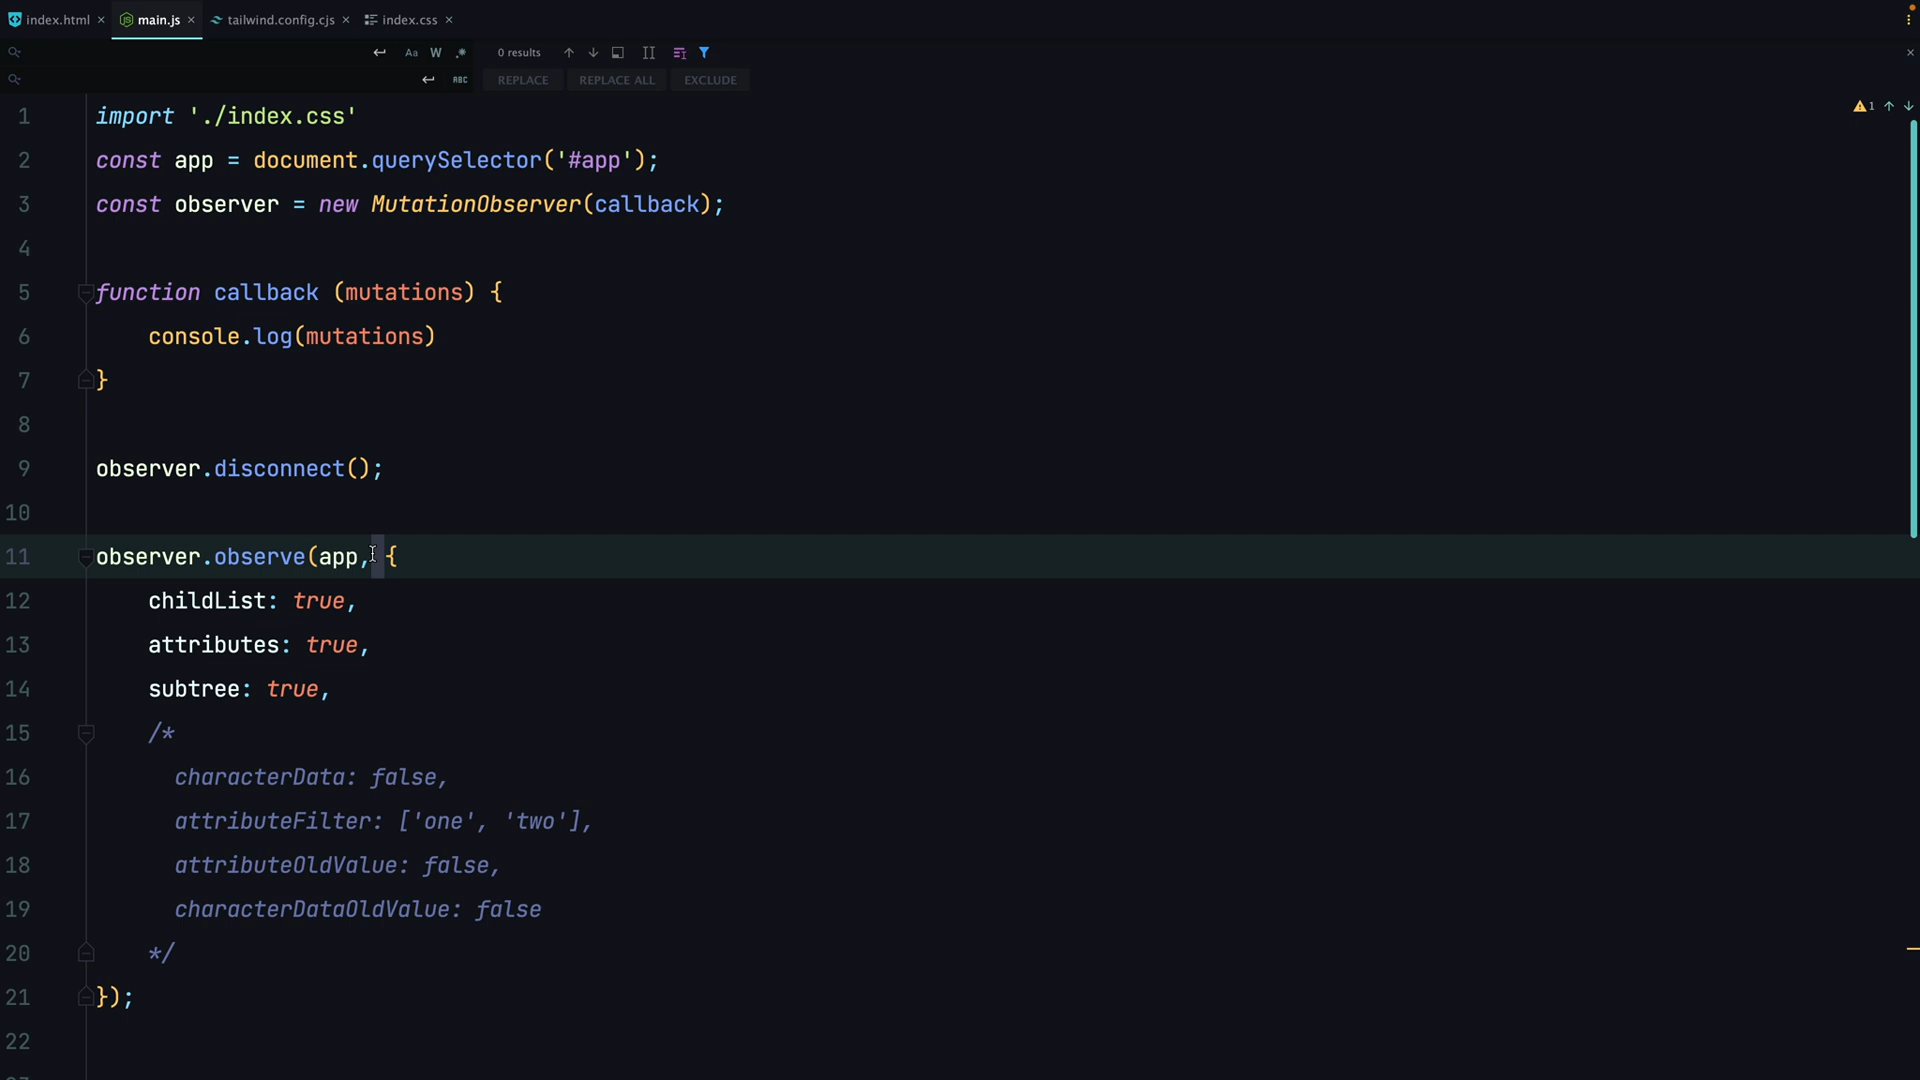 index.html × main.js × tailwind.config.cjs × index.css ×
Aa W .* 0 results
ABC REPLACE REPLACE ALL EXCLUDE
1 import './index.css'
2 const app = document.querySelector('#app');
3 const observer = new MutationObserver(callback);
4
5 function callback (mutations) {
6 console.log(mutations)
7 }
8
9 observer.disconnect();
10
11 observer.observe(app, {
12 childList: true,
13 attributes: true,
14 subtree: true,
15 /*
16 characterData: false,
17 attributeFilter: ['one', 'two'],
18 attributeOldValue: false,
19 characterDataOldValue: false
20 */
21 });
22
1